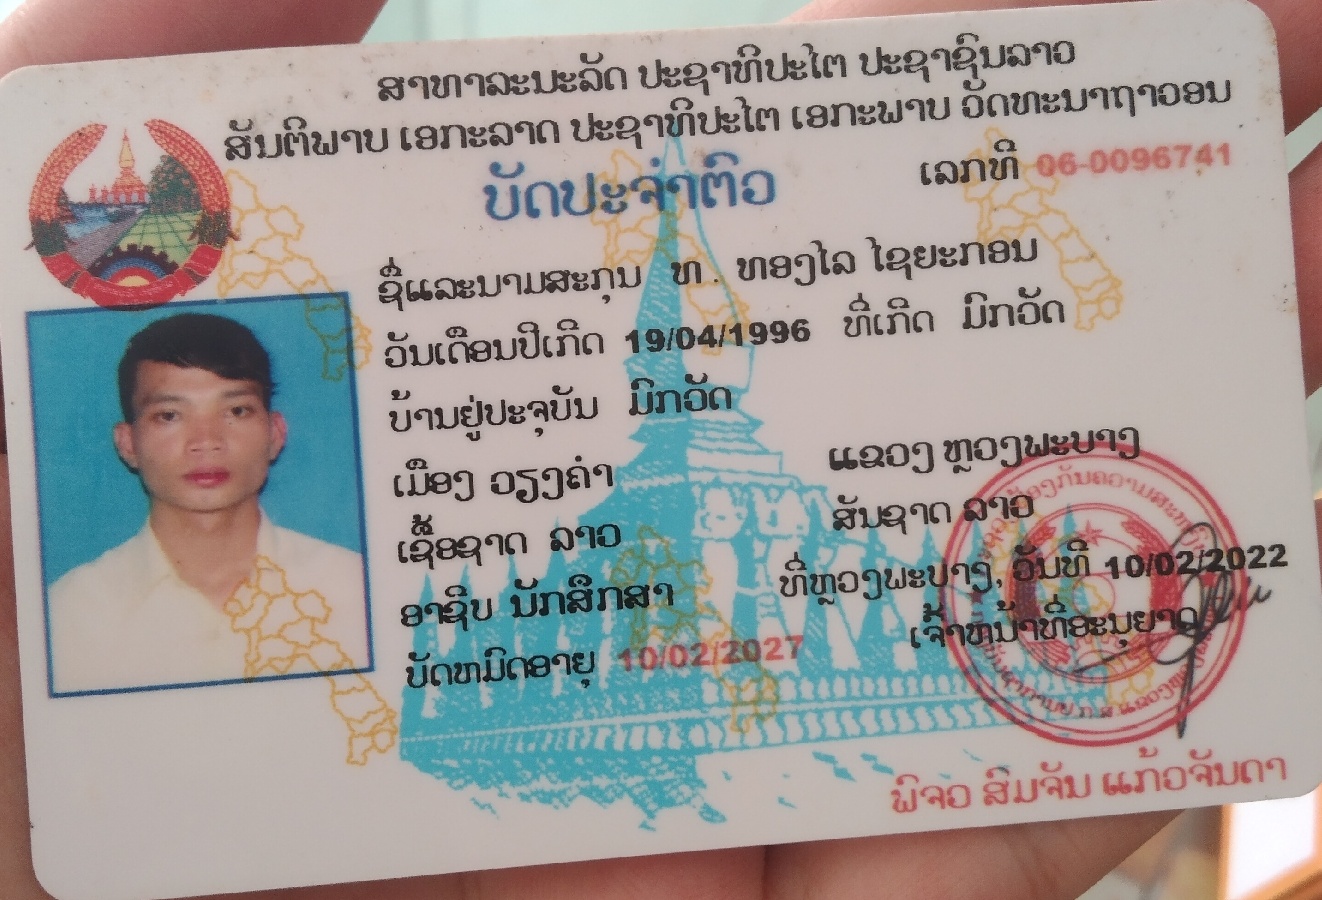 ສາທາລະນະລັດ ປະຊາທິປະໄຕ ປະຊາຊົນລາວ
ສັນຕິພາບ ເອກະລາດ ປະຊາທິປະໄຕ ເອກະພາບ ວັດທະນາຖາວອນ
ບັດປະຈຳຕົວ
ເລກທີ 06-0096741
ຊື່ແລະນາມສະກຸນ ທ. ທອງໄລ ໄຊຍະກອນ
ວັນເດືອນປີເກີດ 19/04/1996 ທີ່ເກີດ ມົກວັດ
ບ້ານຢູ່ປະຈຸບັນ ມົກວັດ
ເມືອງ ວຽງຄຳ ແຂວງ ຫຼວງພະບາງ
ເຊື້ອຊາດ ລາວ ສັນຊາດ ລາວ
ອາຊີບ ນັກສຶກສາ ທີ່ຫຼວງພະບາງ, ວັນທີ 10/02/2022
ບັດຫມົດອາຍຸ 10/02/2027 ເຈົ້າຫນ້າທີ່ອະນຸຍາດ
ພົຈວ ສົມຈັນ ແກ້ວຈັນດາ